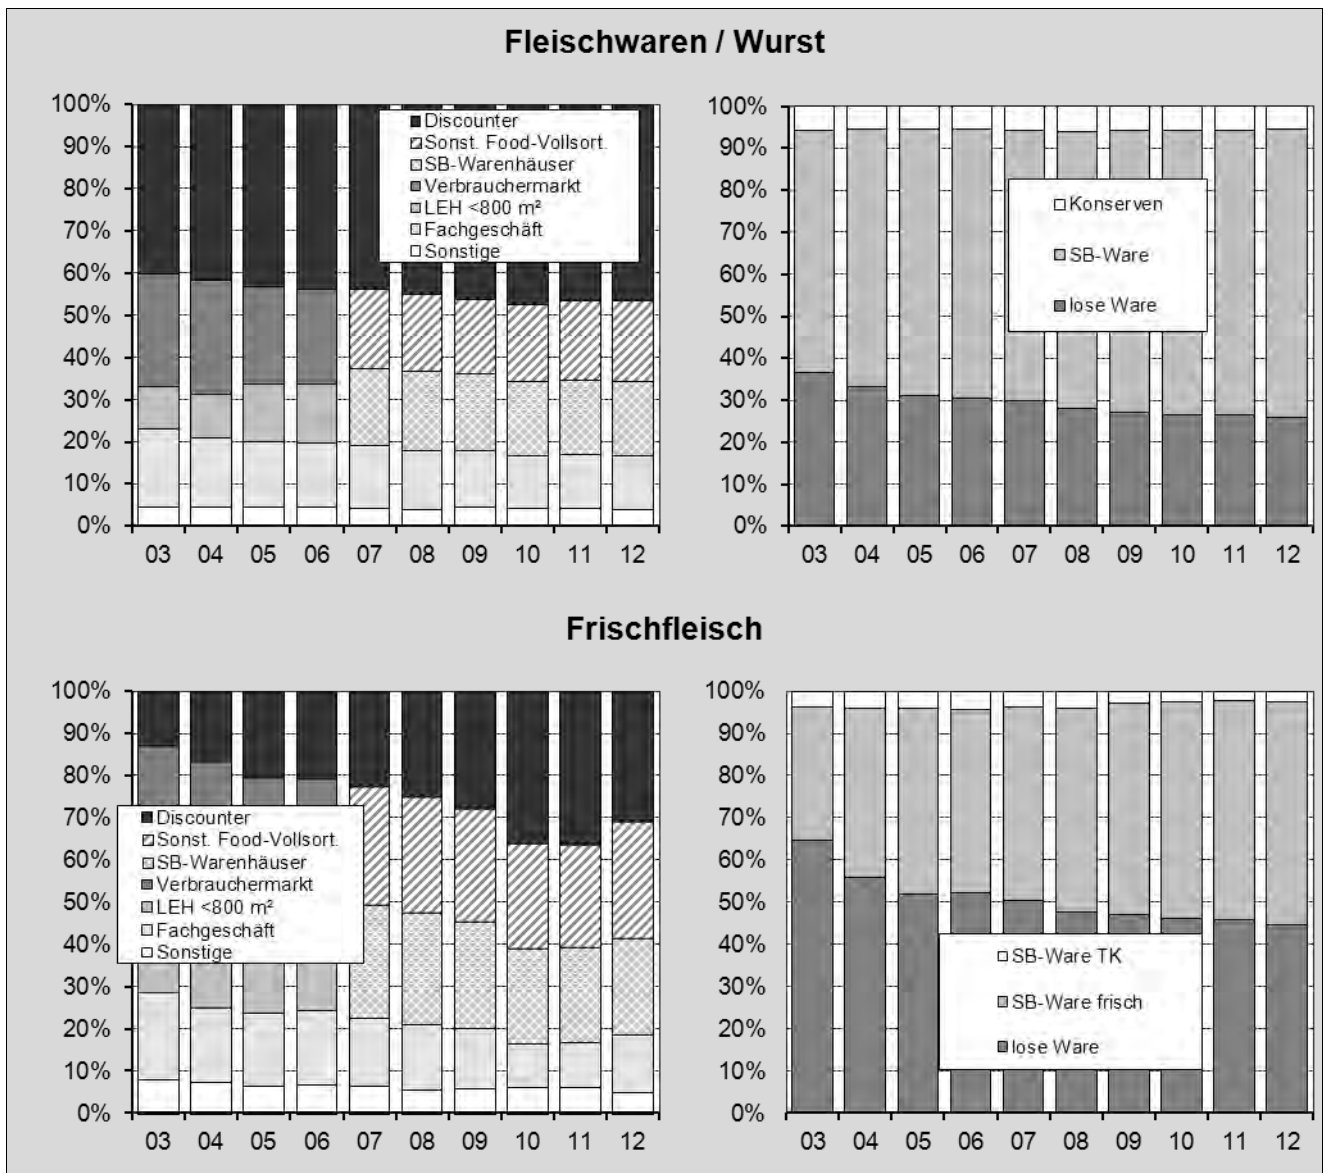 Fleischwaren / Wurst
100%
90%
80%
70%
60%
50%
40%
30%
20%
10%
0%
03 04 05 06 07 08 09 10 11 12
Discounter
Sonst. Food-Vollsort.
SB-Warenhäuser
Verbrauchermarkt
LEH <800 m²
Fachgeschäft
Sonstige
100%
90%
80%
70%
60%
50%
40%
30%
20%
10%
0%
03 04 05 06 07 08 09 10 11 12
Konserven
SB-Ware
lose Ware
Frischfleisch
100%
90%
80%
70%
60%
50%
40%
30%
20%
10%
0%
03 04 05 06 07 08 09 10 11 12
Discounter
Sonst. Food-Vollsort.
SB-Warenhäuser
Verbrauchermarkt
LEH <800 m²
Fachgeschäft
Sonstige
100%
90%
80%
70%
60%
50%
40%
30%
20%
10%
0%
03 04 05 06 07 08 09 10 11 12
SB-Ware TK
SB-Ware frisch
lose Ware